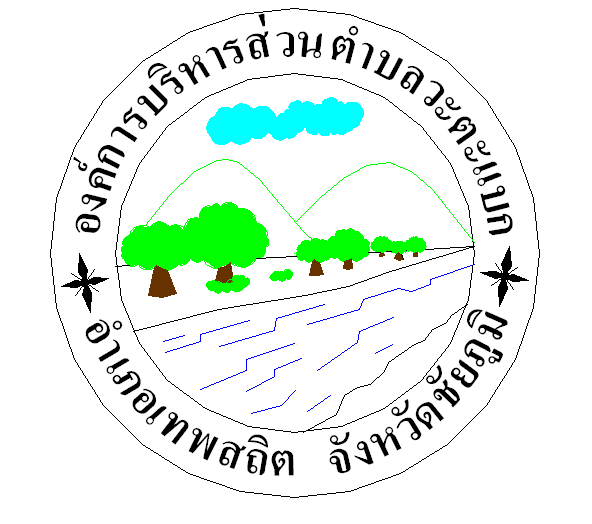 องค์การบริหารส่วนตำบลวะตะแบก
อำเภอเทพสถิต จังหวัดชัยภูมิ